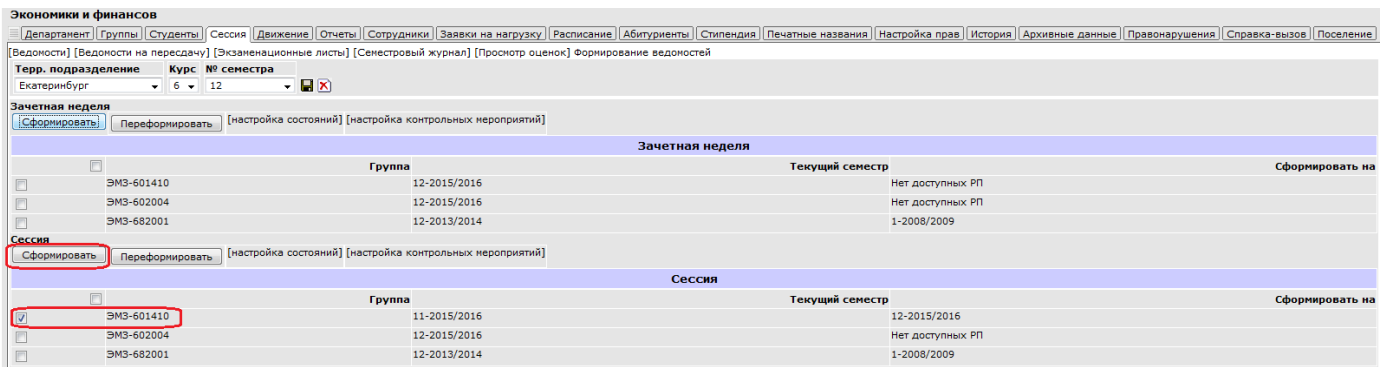 Экономики и финансов
Департамент Группы Студенты Сессия Движение Отчеты Сотрудники Заявки на нагрузку Расписание Абитуриенты Стипендия Печатные названия Настройка прав История Архивные данные Правонарушения Справка-вызов Поселение
[Ведомости] [Ведомости на пересдачу] [Экзаменационные листы] [Семестровый журнал] [Просмотр оценок] Формирование ведомостей
Терр. подразделение Курс № семестра
Екатеринбург 6 12
Зачетная неделя
Сформировать Переформировать [настройка состояний] [настройка контрольных мероприятий]
Зачетная неделя
Группа Текущий семестр Сформировать на
ЭМЗ-601410 12-2015/2016 Нет доступных РП
ЭМЗ-602004 12-2015/2016 Нет доступных РП
ЭМЗ-682001 12-2013/2014 1-2008/2009
Сессия
Сформировать Переформировать [настройка состояний] [настройка контрольных мероприятий]
Сессия
Группа Текущий семестр Сформировать на
ЭМЗ-601410 11-2015/2016 12-2015/2016
ЭМЗ-602004 12-2015/2016 Нет доступных РП
ЭМЗ-682001 12-2013/2014 1-2008/2009